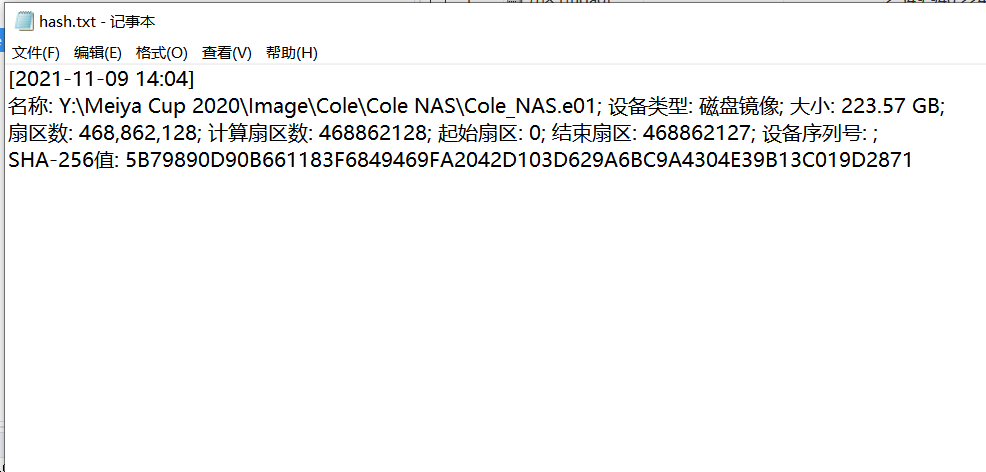 hash.txt - 记事本
文件(F) 编辑(E) 格式(O) 查看(V) 帮助(H)
[2021-11-09 14:04]
名称: Y:\Meiya Cup 2020\Image\Cole\Cole NAS\Cole_NAS.e01; 设备类型: 磁盘镜像; 大小: 223.57 GB;
扇区数: 468,862,128; 计算扇区数: 468862128; 起始扇区: 0; 结束扇区: 468862127; 设备序列号: ;
SHA-256值: 5B79890D90B661183F6849469FA2042D103D629A6BC9A4304E39B13C019D2871